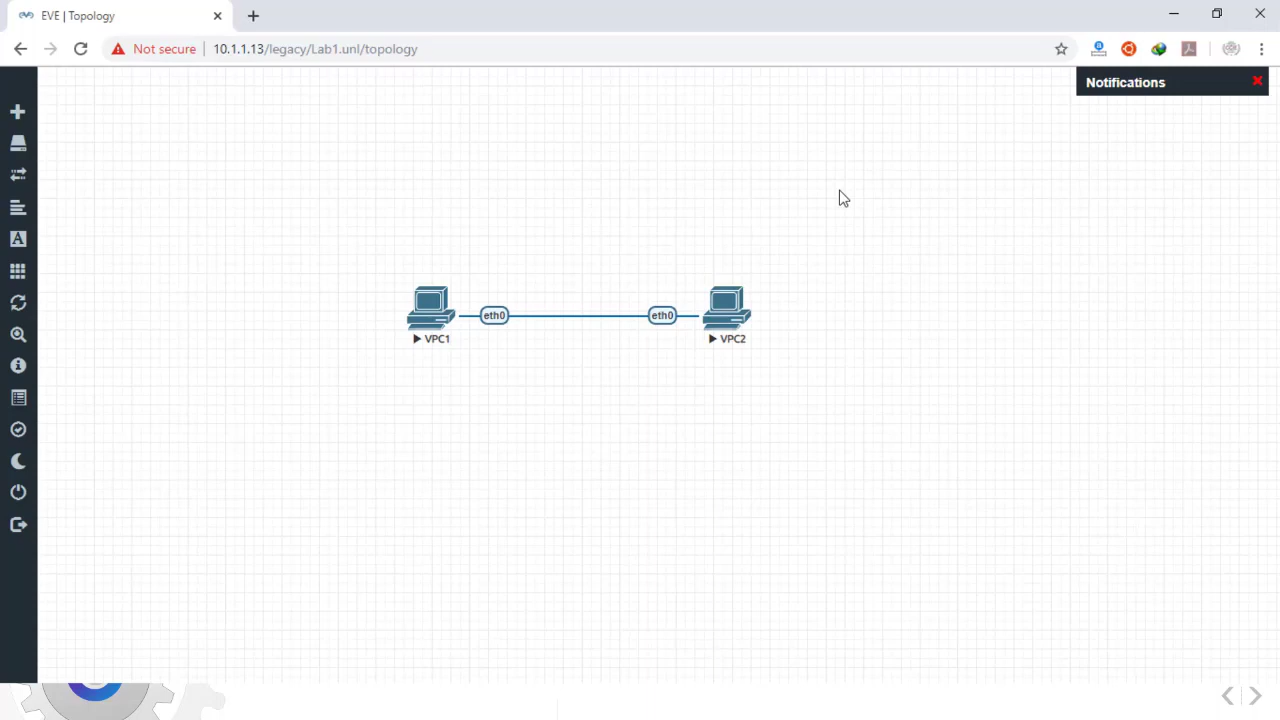 EVE | Topology
Not secure
10.1.1.13/legacy/Lab1.unl/topology
Notifications
A
eth0
eth0
VPC1
VPC2